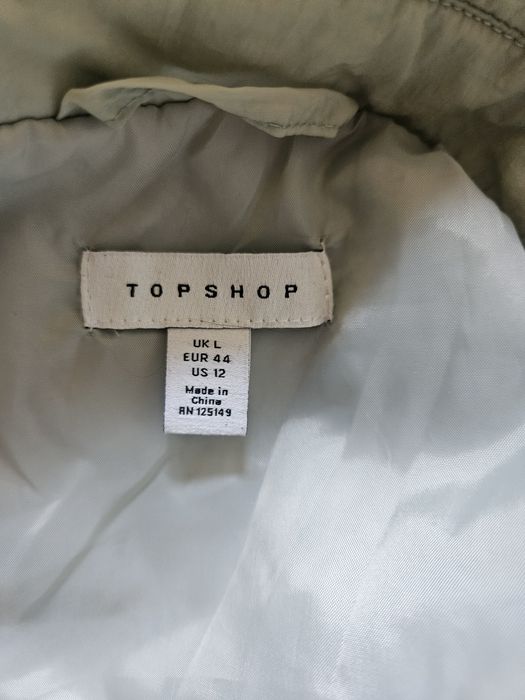 TOPSHOP
UK L
EUR 44
US 12
Made in
China
RN 125149